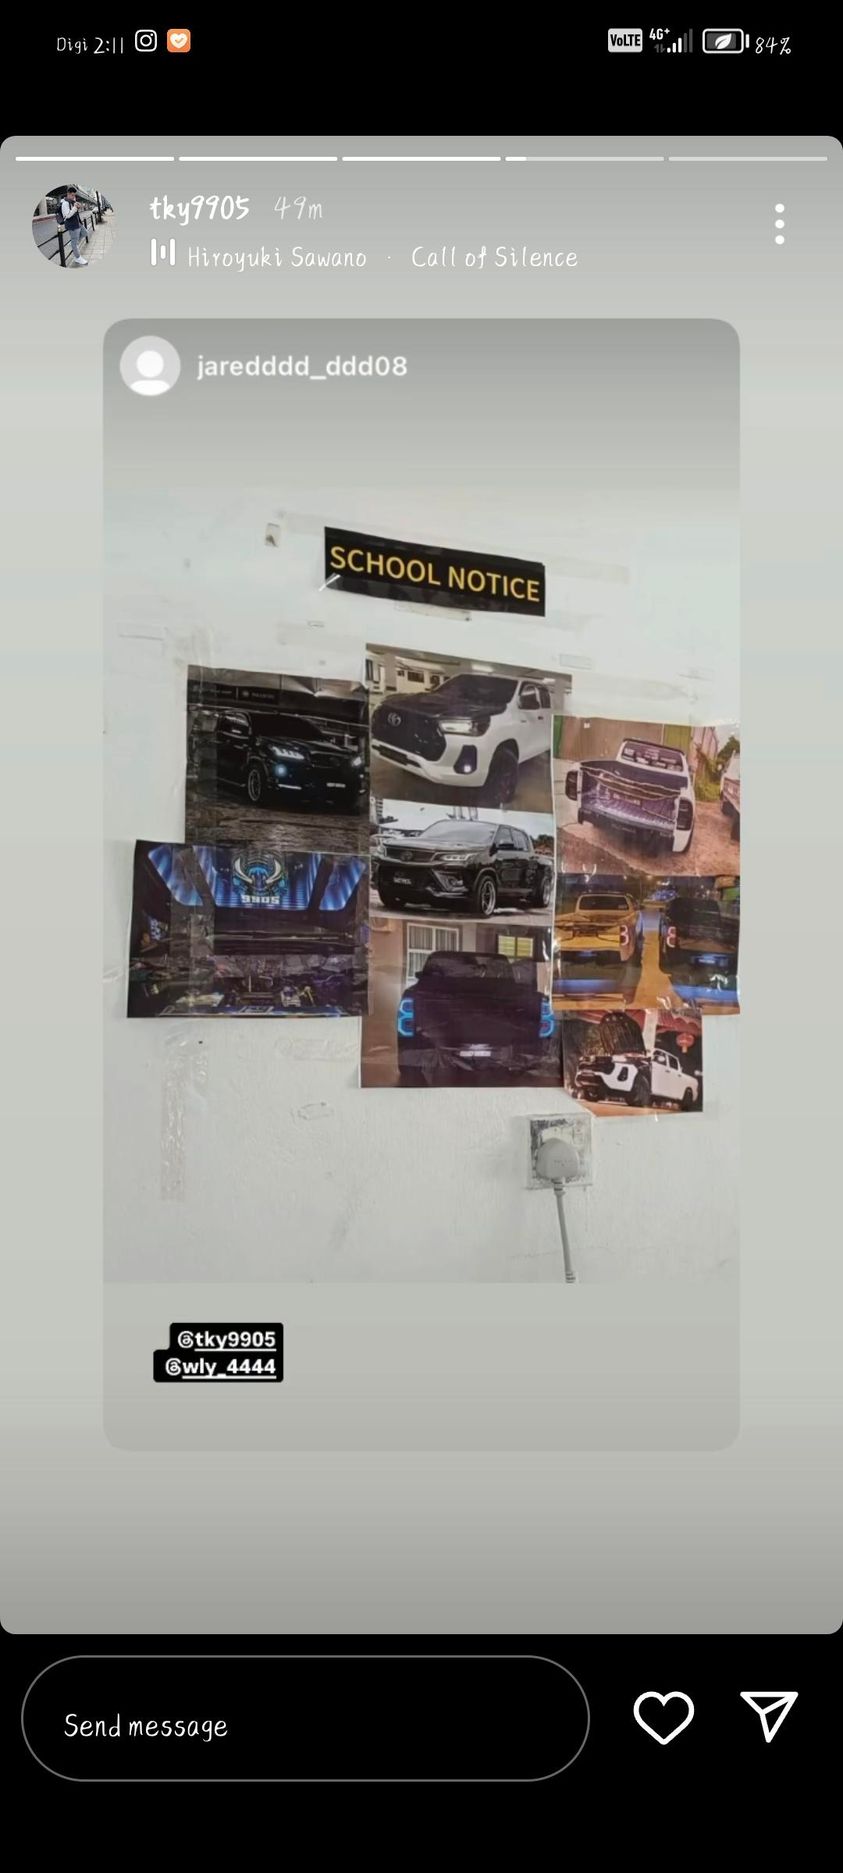 Digi 2:11
VoLTE 4G+ 84%
tky9905 49m
Hiroyuki Sawano · Call of Silence
jaredddd_ddd08
SCHOOL NOTICE
9905
@tky9905
@wly_4444
Send message